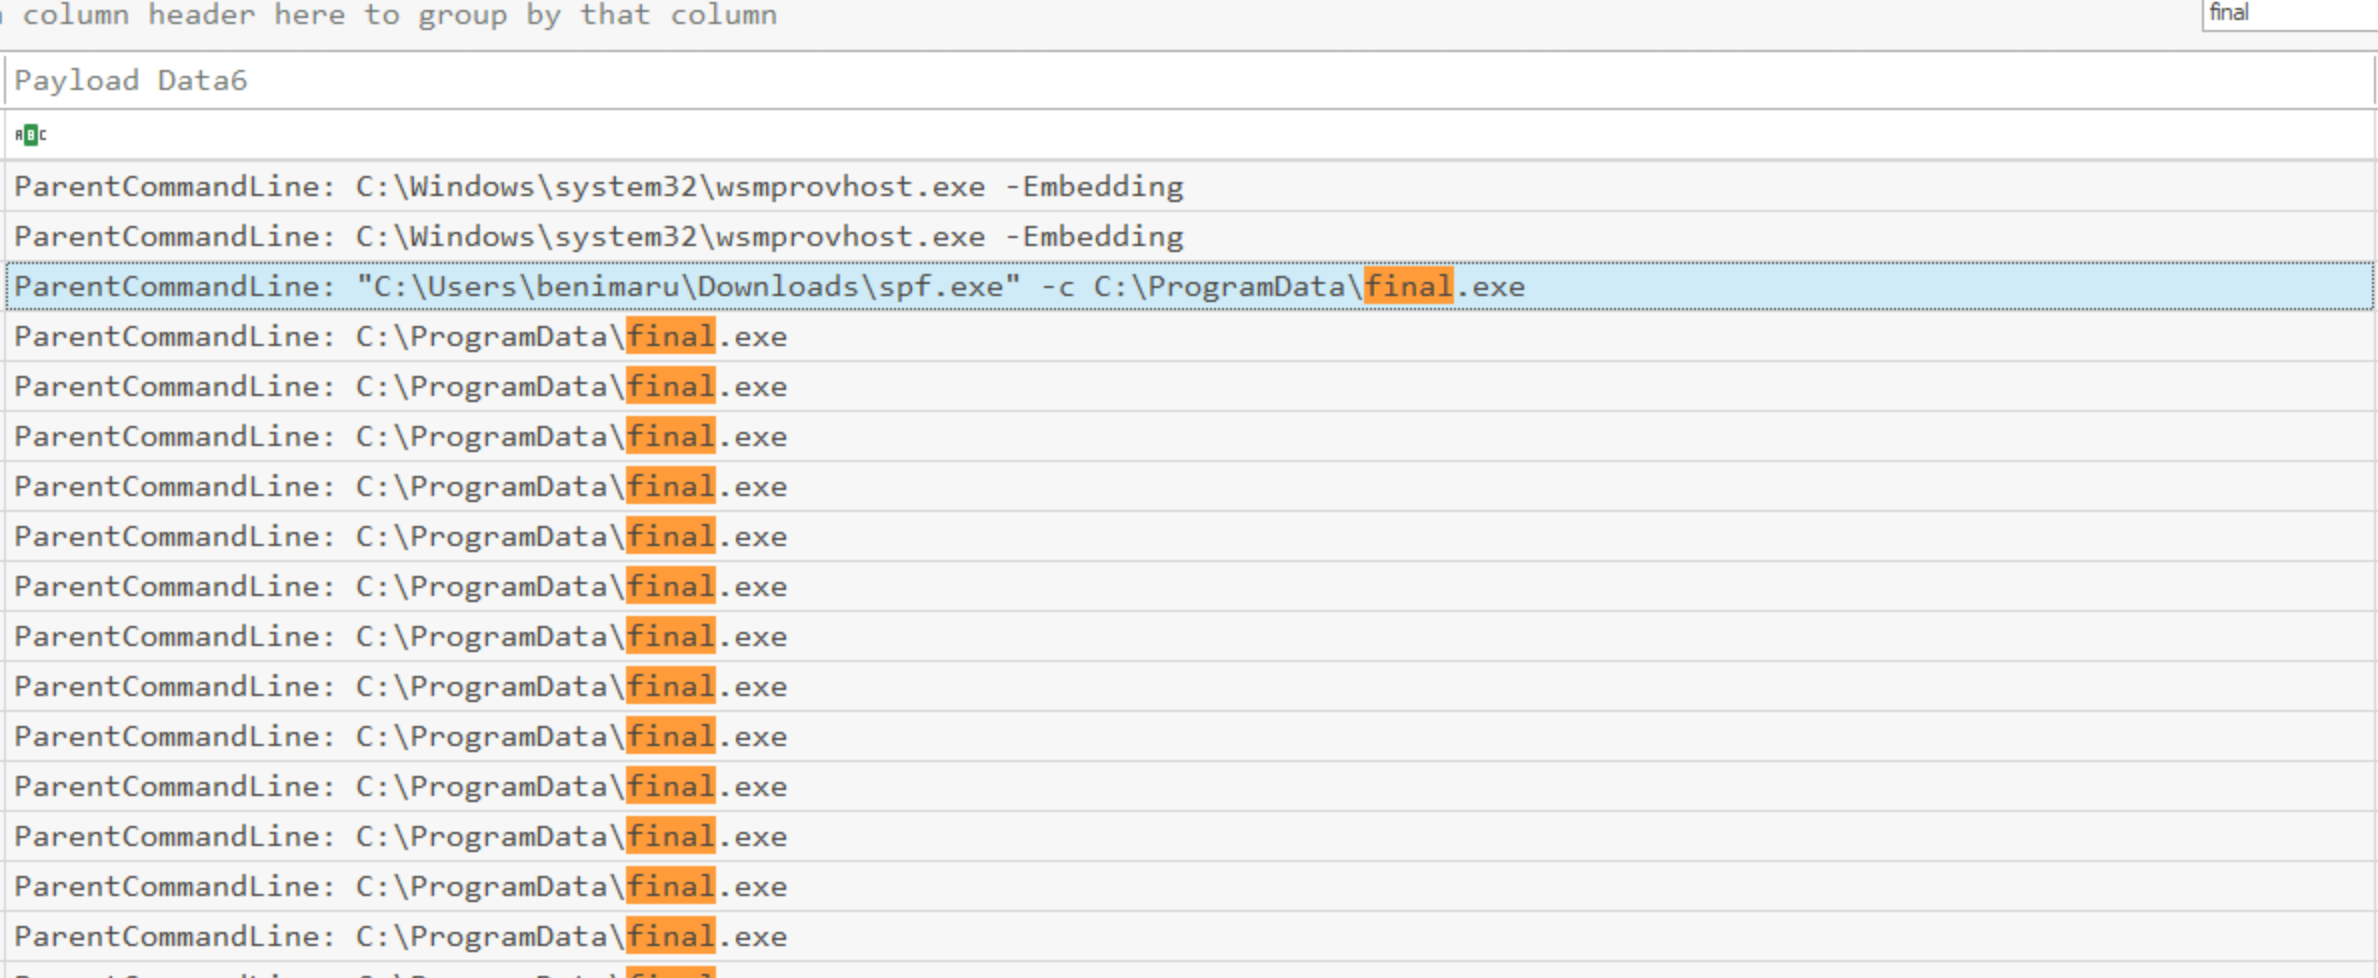 column header here to group by that column
final
Payload Data6
ABC
ParentCommandLine: C:\Windows\system32\wsmprovhost.exe -Embedding
ParentCommandLine: C:\Windows\system32\wsmprovhost.exe -Embedding
ParentCommandLine: "C:\Users\benimaru\Downloads\spf.exe" -c C:\ProgramData\final.exe
ParentCommandLine: C:\ProgramData\final.exe
ParentCommandLine: C:\ProgramData\final.exe
ParentCommandLine: C:\ProgramData\final.exe
ParentCommandLine: C:\ProgramData\final.exe
ParentCommandLine: C:\ProgramData\final.exe
ParentCommandLine: C:\ProgramData\final.exe
ParentCommandLine: C:\ProgramData\final.exe
ParentCommandLine: C:\ProgramData\final.exe
ParentCommandLine: C:\ProgramData\final.exe
ParentCommandLine: C:\ProgramData\final.exe
ParentCommandLine: C:\ProgramData\final.exe
ParentCommandLine: C:\ProgramData\final.exe
ParentCommandLine: C:\ProgramData\final.exe